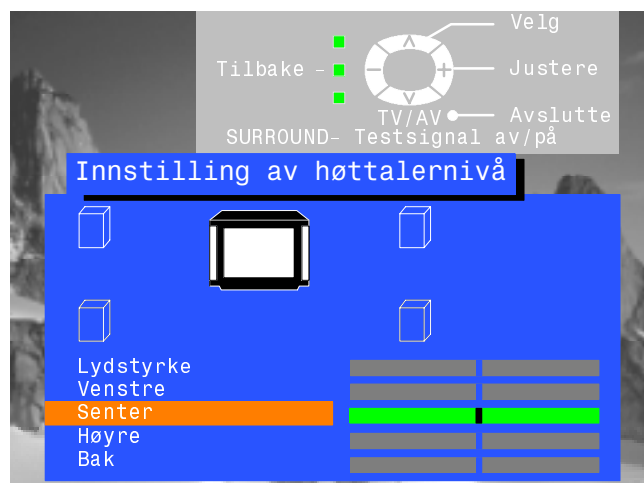 Velg
Tilbake – Justere
TV/AV Avslutte
SURROUND– Testsignal av/på
Innstilling av høttalernivå
Lydstyrke
Venstre
Senter
Høyre
Bak